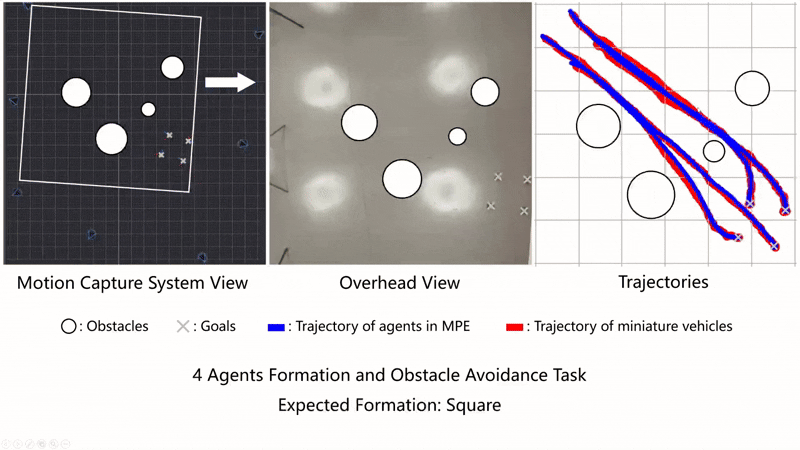 Motion Capture System View
Overhead View
Trajectories
: Obstacles
: Goals
: Trajectory of agents in MPE
: Trajectory of miniature vehicles
4 Agents Formation and Obstacle Avoidance Task
Expected Formation: Square